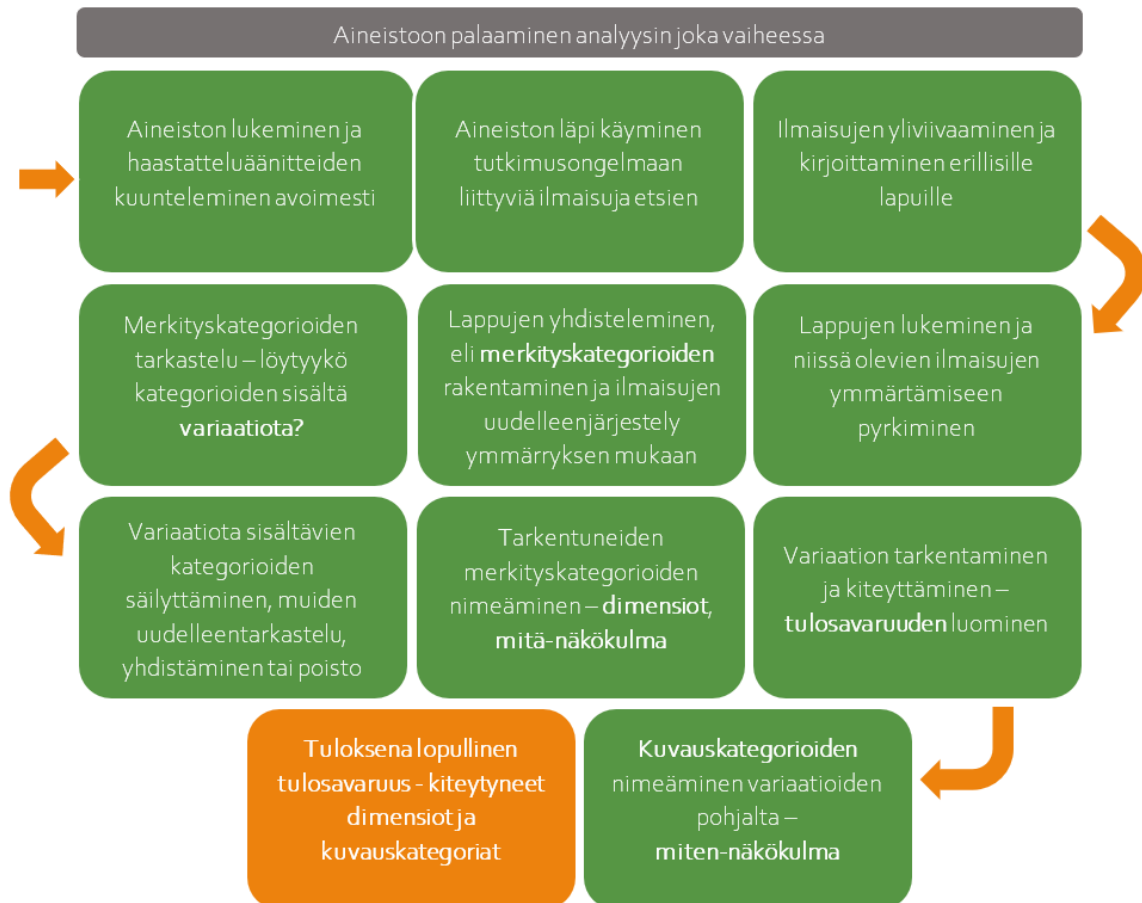 Aineistoon palaaminen analyysin joka vaiheessa
Aineiston lukeminen ja
haastatteluäänitteiden
kuunteleminen avoimesti
Aineiston läpi käyminen
tutkimusongelmaan
liittyviä ilmaisuja etsien
Ilmaisujen yliviivaaminen ja
kirjoittaminen erillisille
lapuille
Lappujen lukeminen ja
niissä olevien ilmaisujen
ymmärtämiseen
pyrkiminen
Lappujen yhdisteleminen,
eli merkityskategorioiden
rakentaminen ja ilmaisujen
uudelleenjärjestely
ymmärryksen mukaan
Merkityskategorioiden
tarkastelu – löytyykö
kategorioiden sisältä
variaatiota?
Variaatiota sisältävien
kategorioiden
säilyttäminen, muiden
uudelleentarkastelu,
yhdistäminen tai poisto
Tarkentuneiden
merkityskategorioiden
nimeäminen – dimensiot,
mitä-näkökulma
Variaation tarkentaminen
ja kiteyttäminen –
tulosavaruuden luominen
Kuvauskategorioiden
nimeäminen variaatioiden
pohjalta –
miten-näkökulma
Tuloksena lopullinen
tulosavaruus - kiteytyneet
dimensiot ja
kuvauskategoriat